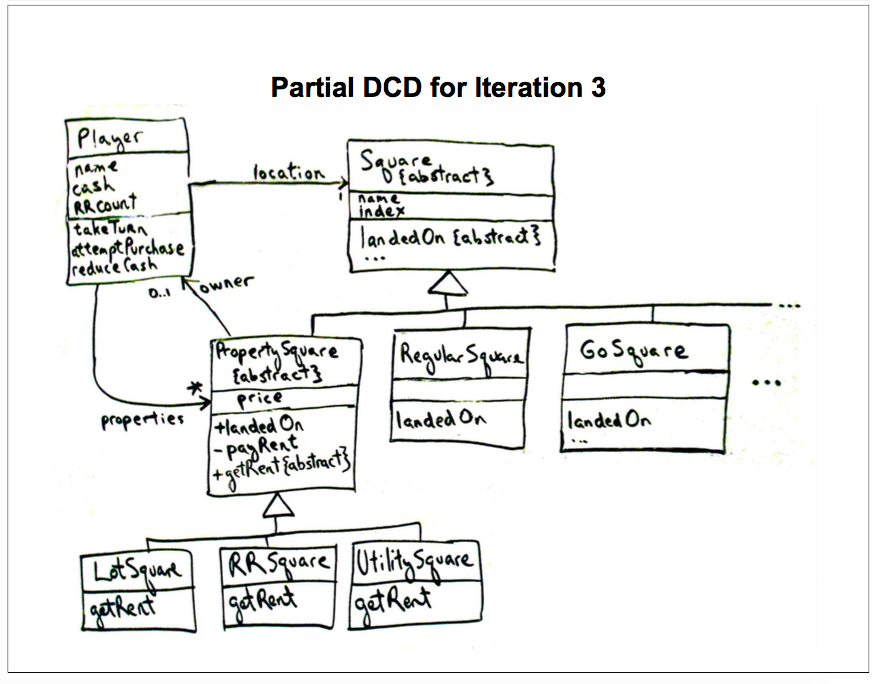 Partial DCD for Iteration 3
Player
name
cash
RRcount
takeTurn
attemptPurchase
reduceCash
location
1
Square
{abstract}
name
index
landedOn {abstract}
...
0..1
owner
*
properties
...
PropertySquare
{abstract}
price
+landedOn
-payRent
+getRent{abstract}
RegularSquare
landedOn
GoSquare
landedOn
...
...
LotSquare
getRent
RRSquare
getRent
UtilitySquare
getRent